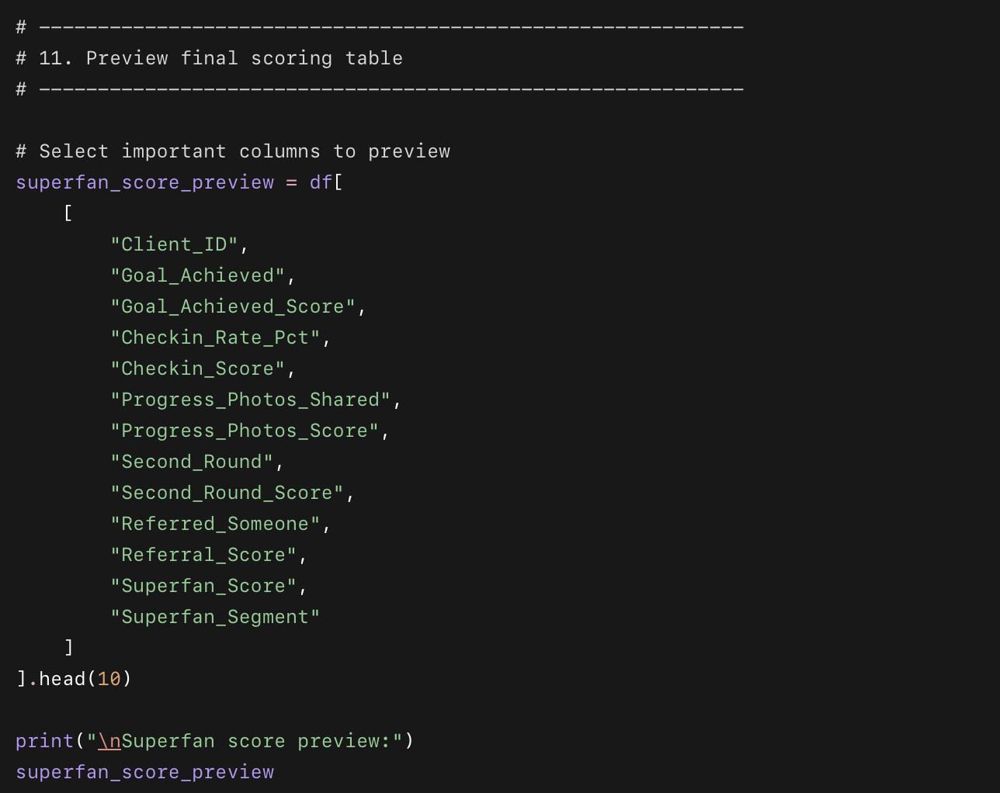 # ------------------------------------------------------------
# 11. Preview final scoring table
# ------------------------------------------------------------
# Select important columns to preview
superfan_score_preview = df[
    [
        "Client_ID",
        "Goal_Achieved",
        "Goal_Achieved_Score",
        "Checkin_Rate_Pct",
        "Checkin_Score",
        "Progress_Photos_Shared",
        "Progress_Photos_Score",
        "Second_Round",
        "Second_Round_Score",
        "Referred_Someone",
        "Referral_Score",
        "Superfan_Score",
        "Superfan_Segment"
    ]
].head(10)
print("\nSuperfan score preview:")
superfan_score_preview